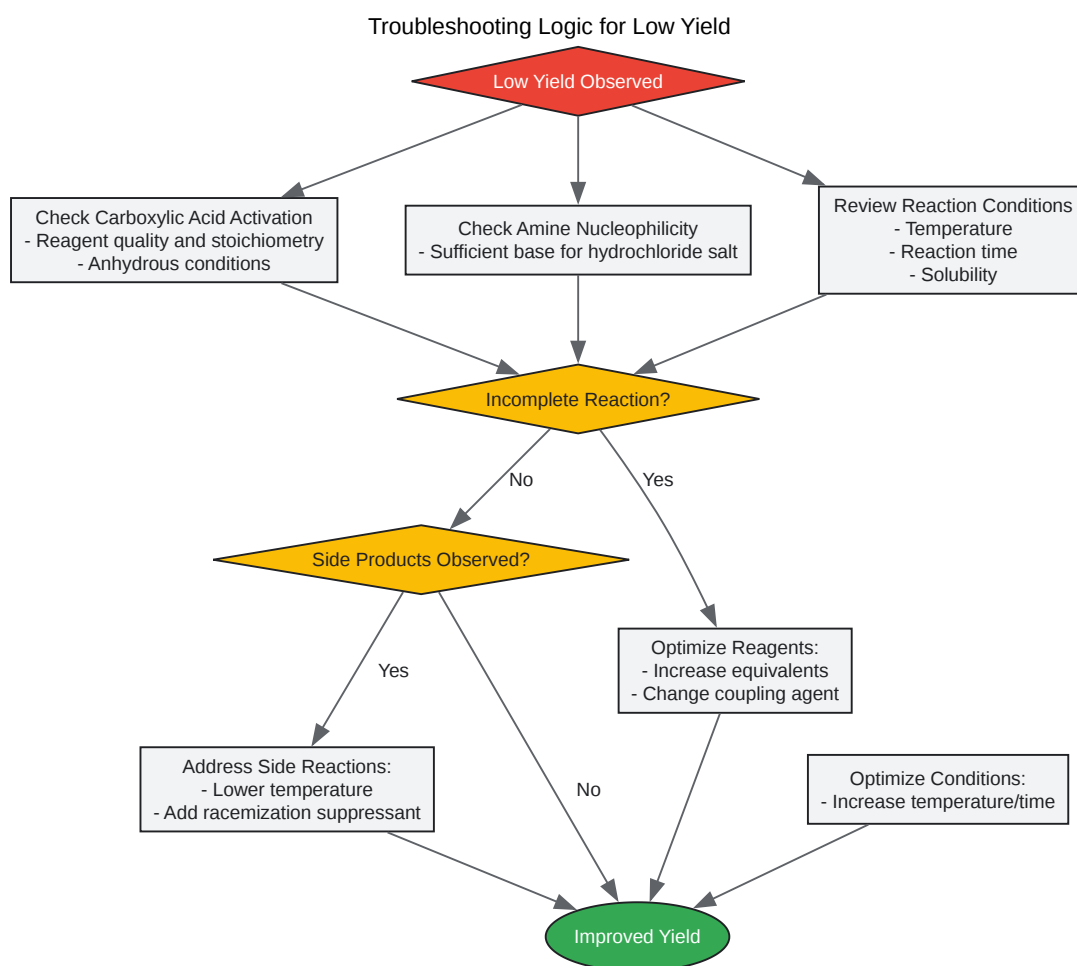 Troubleshooting Logic for Low Yield
Low Yield Observed
Check Carboxylic Acid Activation
- Reagent quality and stoichiometry
- Anhydrous conditions
Check Amine Nucleophilicity
- Sufficient base for hydrochloride salt
Review Reaction Conditions
- Temperature
- Reaction time
- Solubility
Incomplete Reaction?
No
Yes
Side Products Observed?
Optimize Reagents:
- Increase equivalents
- Change coupling agent
Yes
No
Address Side Reactions:
- Lower temperature
- Add racemization suppressant
Optimize Conditions:
- Increase temperature/time
Improved Yield